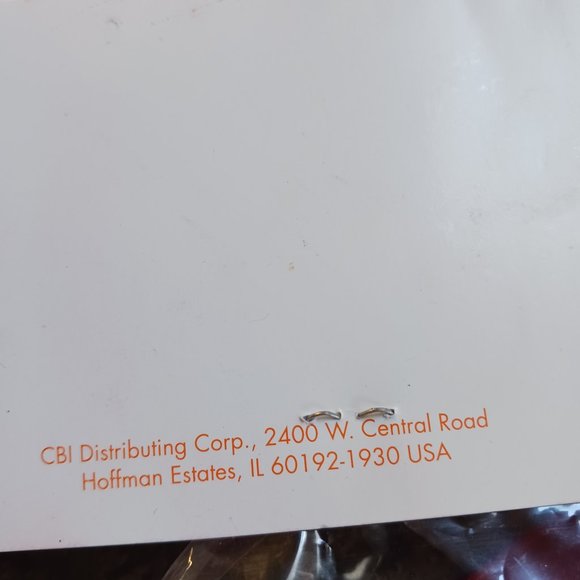 CBI Distributing Corp., 2400 W. Central Road
Hoffman Estates, IL 60192-1930 USA